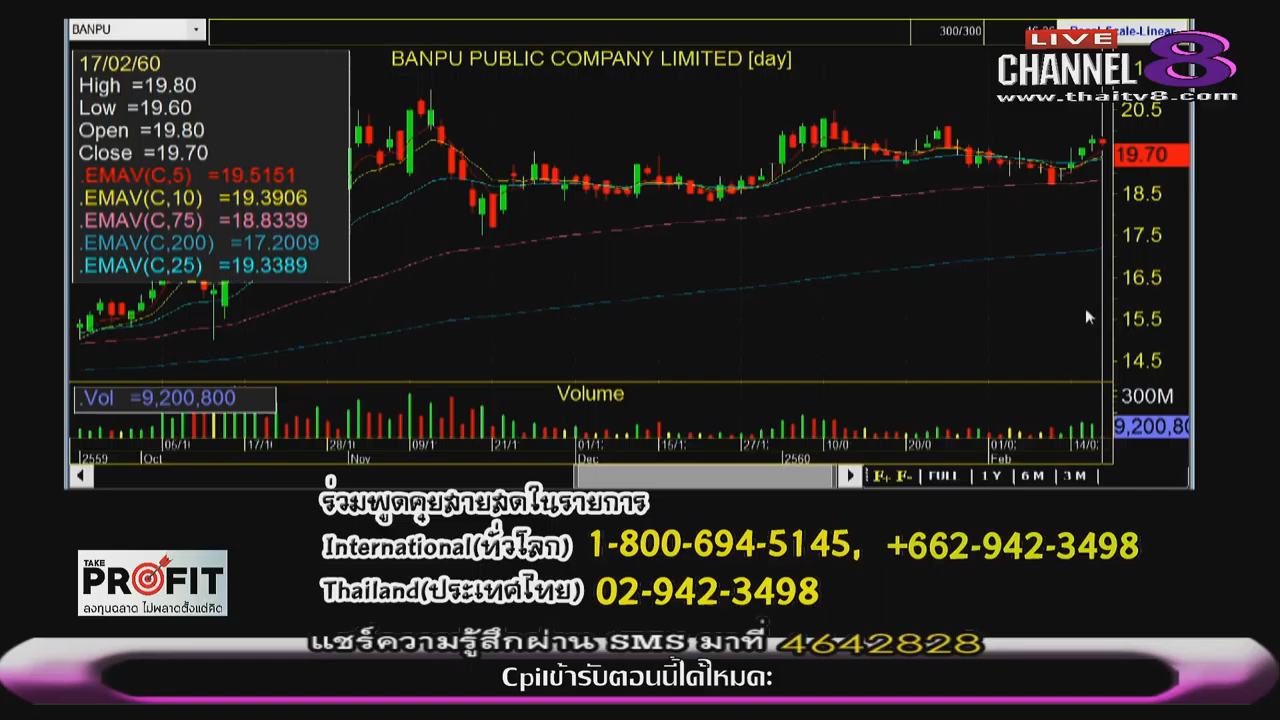 BANPU
300/300
LIVE
CHANNEL 8
www.thaitv8.com
BANPU PUBLIC COMPANY LIMITED [day]
17/02/60
High =19.80
Low =19.60
Open =19.80
Close =19.70
.EMAV(C,5) =19.5151
.EMAV(C,10) =19.3906
.EMAV(C,75) =18.8339
.EMAV(C,200) =17.2009
.EMAV(C,25) =19.3389
20.5
19.70
18.5
17.5
16.5
15.5
14.5
.Vol =9,200,800
Volume
300M
9,200,80
2559 Oct Nov Dec 2560 Feb
F+ F- FULL 1 Y 6 M 3 M
ร่วมพูดคุยสายสดในรายการ
International(ทั่วโลก) 1-800-694-5145, +662-942-3498
Thailand(ประเทศไทย) 02-942-3498
TAKE
PROFIT
ลงทุนฉลาด ไม่พลาดตั้งแต่คิด
แชร์ความรู้สึกผ่าน SMS มาที่ 4642828
Cpiเข้ารับตอนนี้ได้ไหมคะ